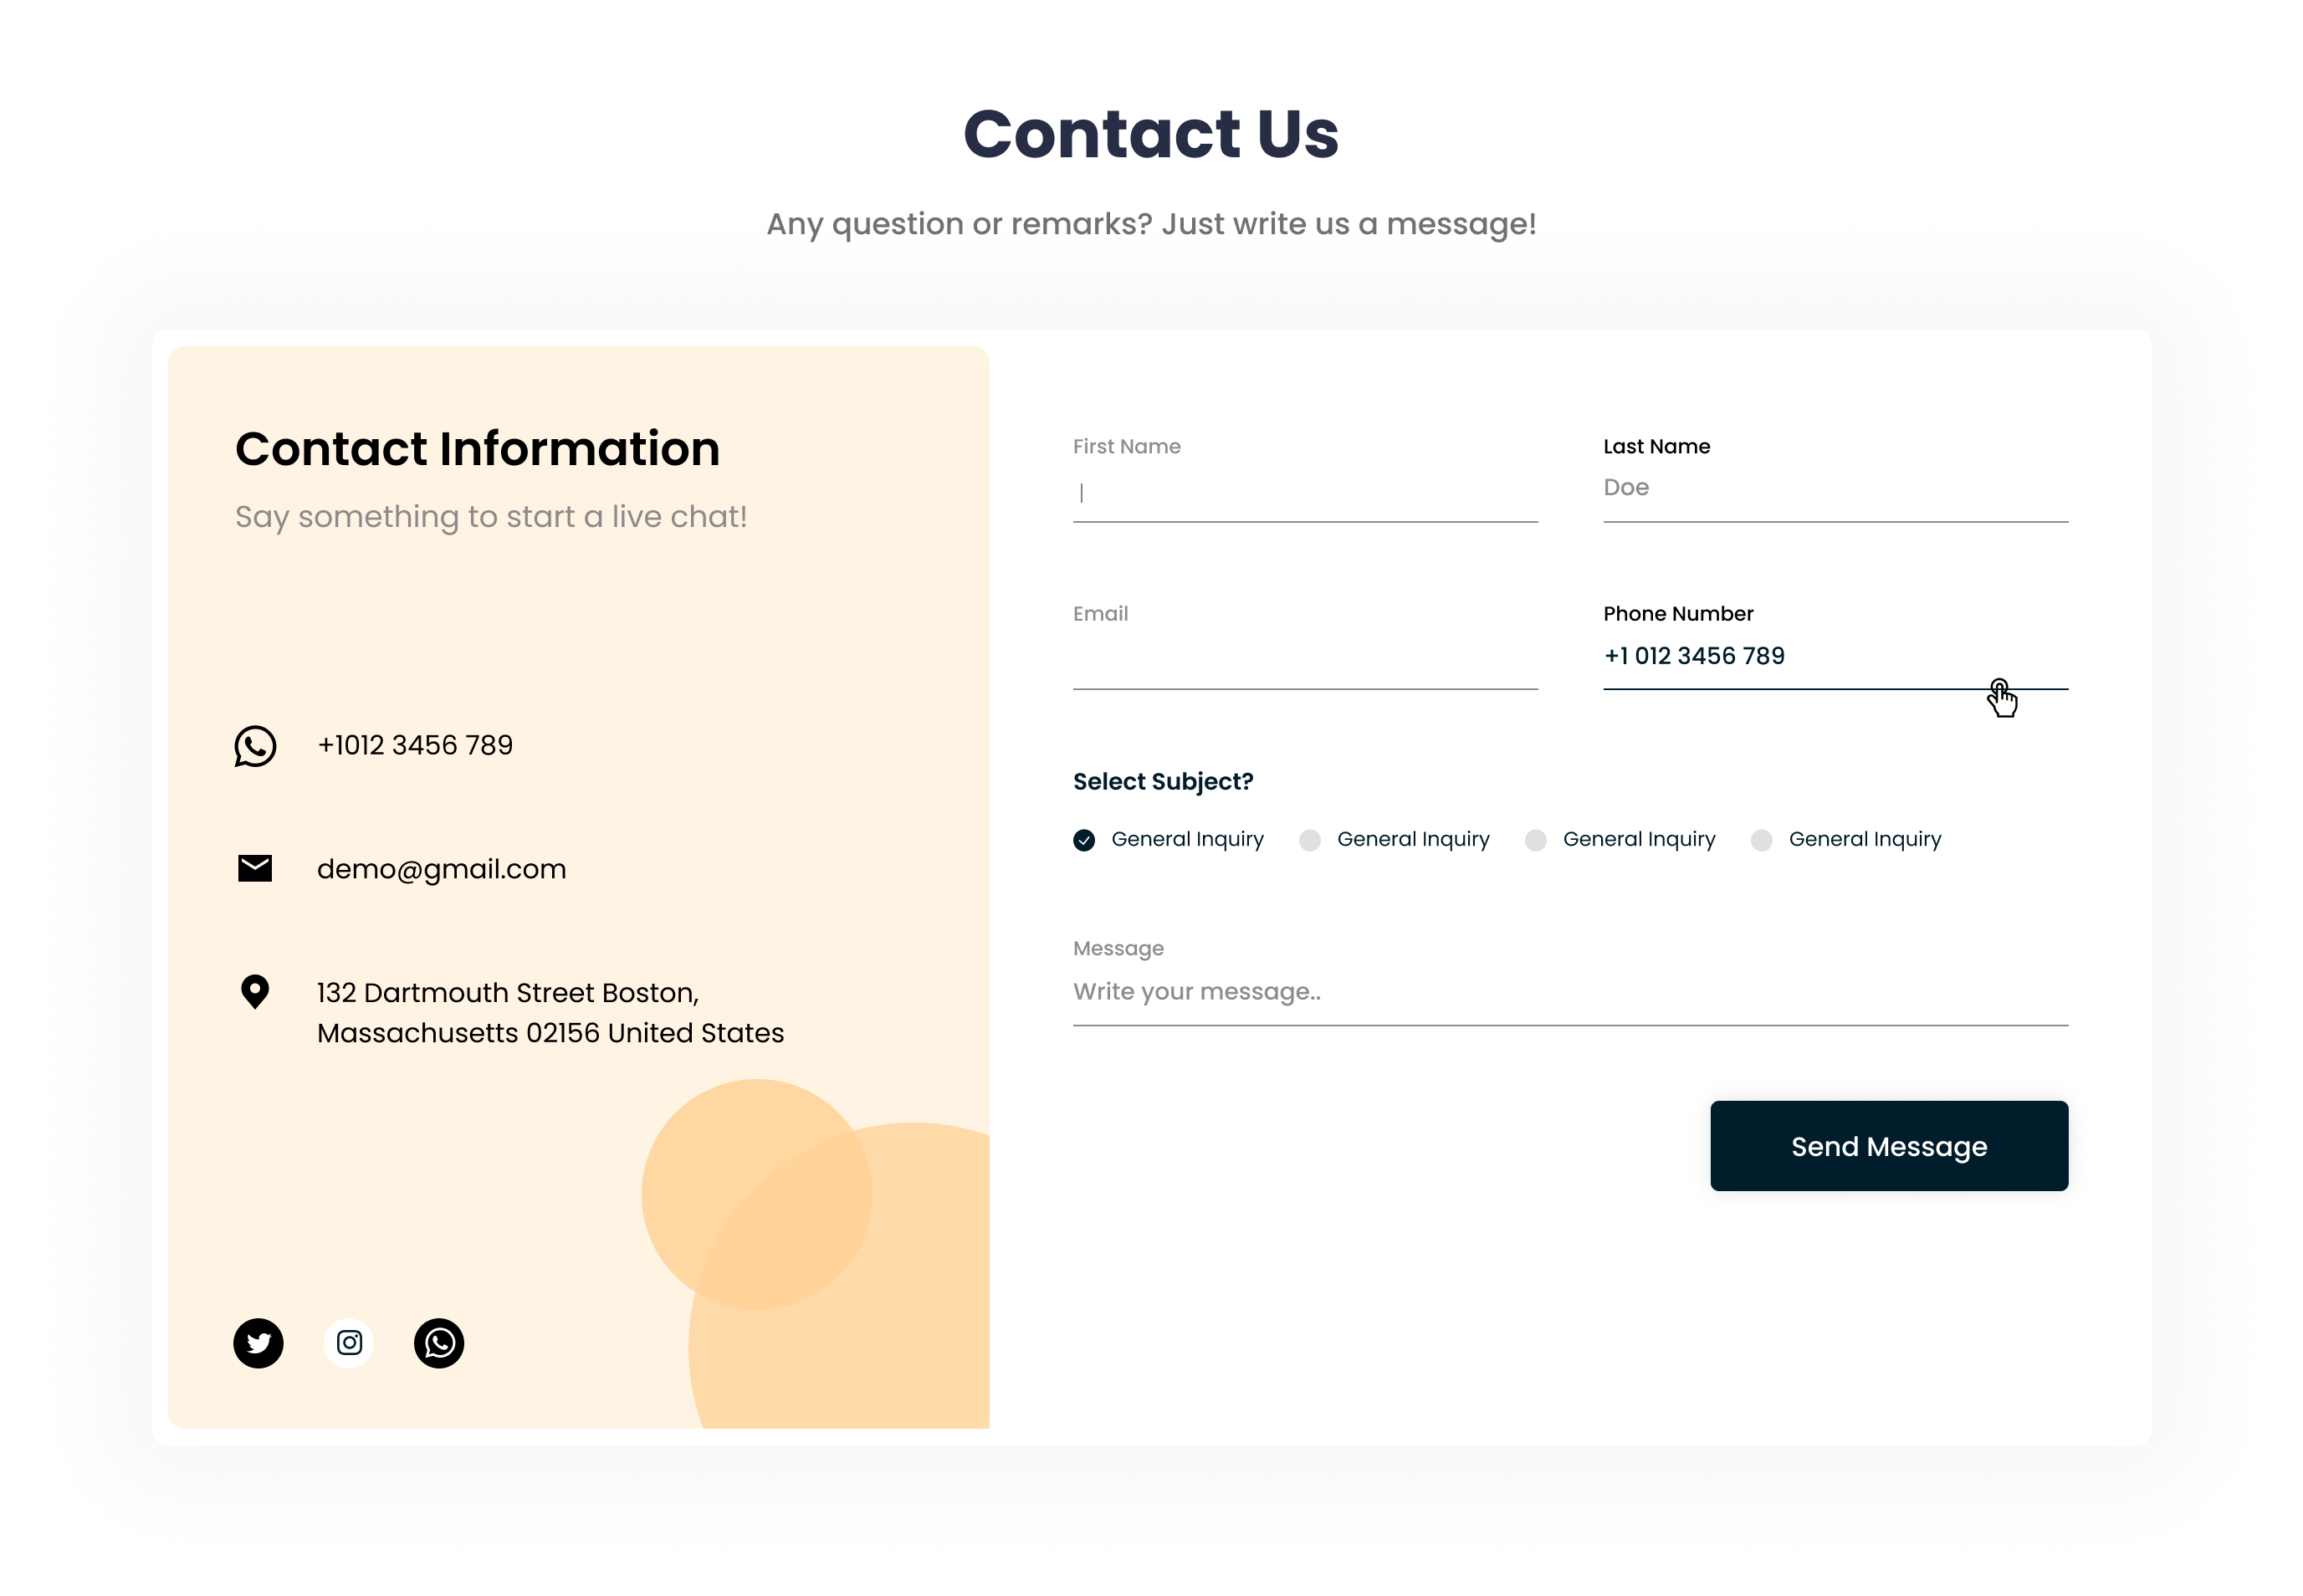 Contact Us
Any question or remarks? Just write us a message!
Contact Information
Say something to start a live chat!
+1012 3456 789
demo@gmail.com
132 Dartmouth Street Boston,
Massachusetts 02156 United States
First Name
Last Name
Doe
Email
Phone Number
+1 012 3456 789
Select Subject?
General Inquiry General Inquiry General Inquiry General Inquiry
Message
Write your message..
Send Message